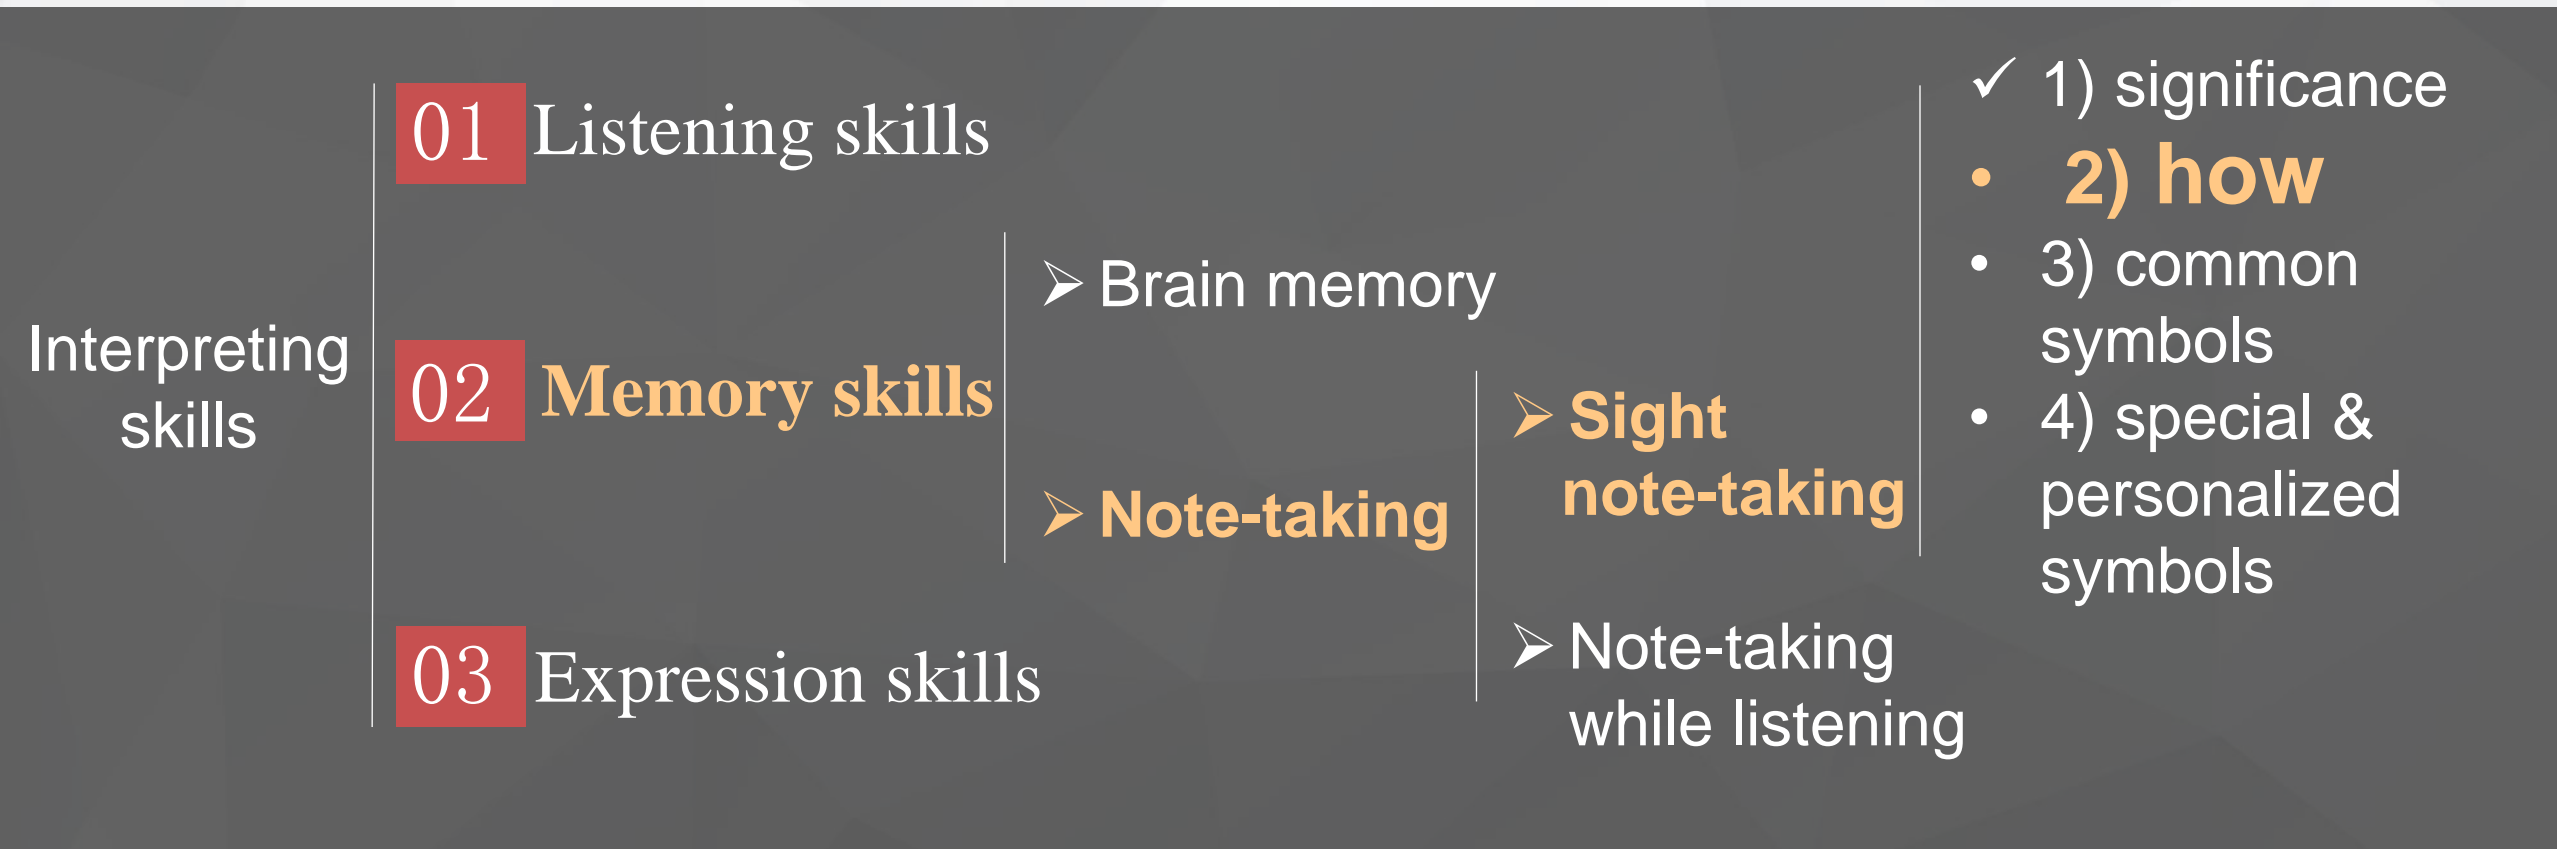 Interpreting
skills
01 Listening skills
02 Memory skills
03 Expression skills
➢ Brain memory
➢ Note-taking
➢ Sight
note-taking
➢ Note-taking
while listening
✓ 1) significance
• 2) how
• 3) common
symbols
• 4) special &
personalized
symbols